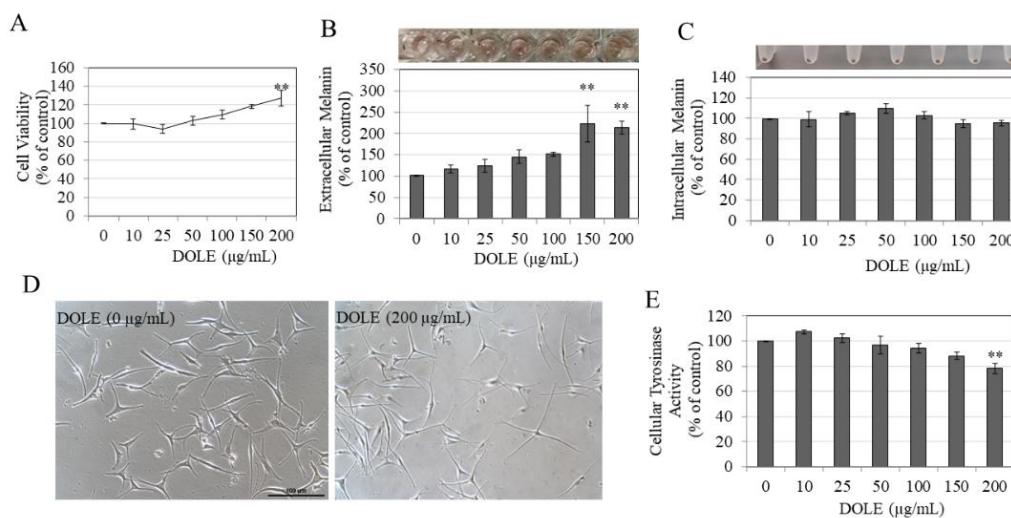 A
160
140
120
100
80
60
40
20
0
**
Cell Viability
(% of control)
0 10 25 50 100 150 200
DOLE (µg/mL)
B
350
300
250
200
150
100
50
0
**
**
Extracellular Melanin
(% of control)
0 10 25 50 100 150 200
DOLE (µg/mL)
C
140
120
100
80
60
40
20
0
Intracellular Melanin
(% of control)
0 10 25 50 100 150 200
DOLE (µg/mL)
D
DOLE (0 µg/mL)
100 µm
DOLE (200 µg/mL)
E
120
100
80
60
40
20
0
**
Cellular Tyrosinase
Activity
(% of control)
0 10 25 50 100 150 200
DOLE (µg/mL)